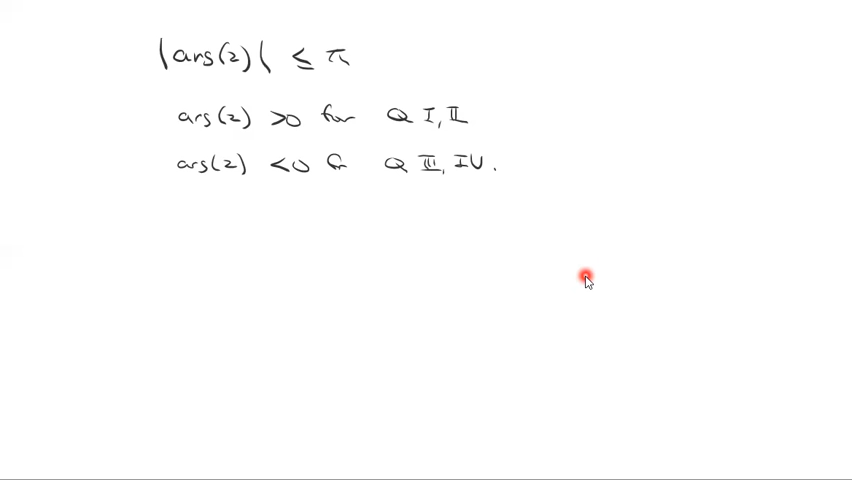 |arg(z)| ≤ π
arg(z) >0 for Q I, II
arg(z) <0 for Q III, IV.